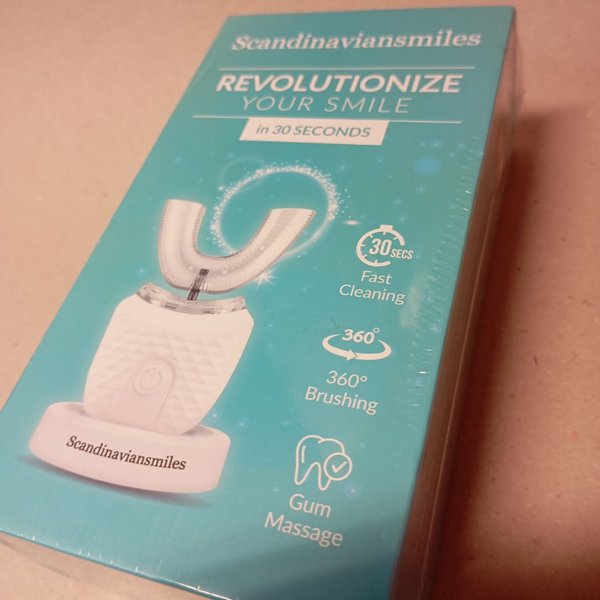 Scandinaviansmiles
REVOLUTIONIZE
YOUR SMILE
in 30 SECONDS
30 SECS
Fast
Cleaning
360°
360°
Brushing
Gum
Massage
Scandinaviansmiles